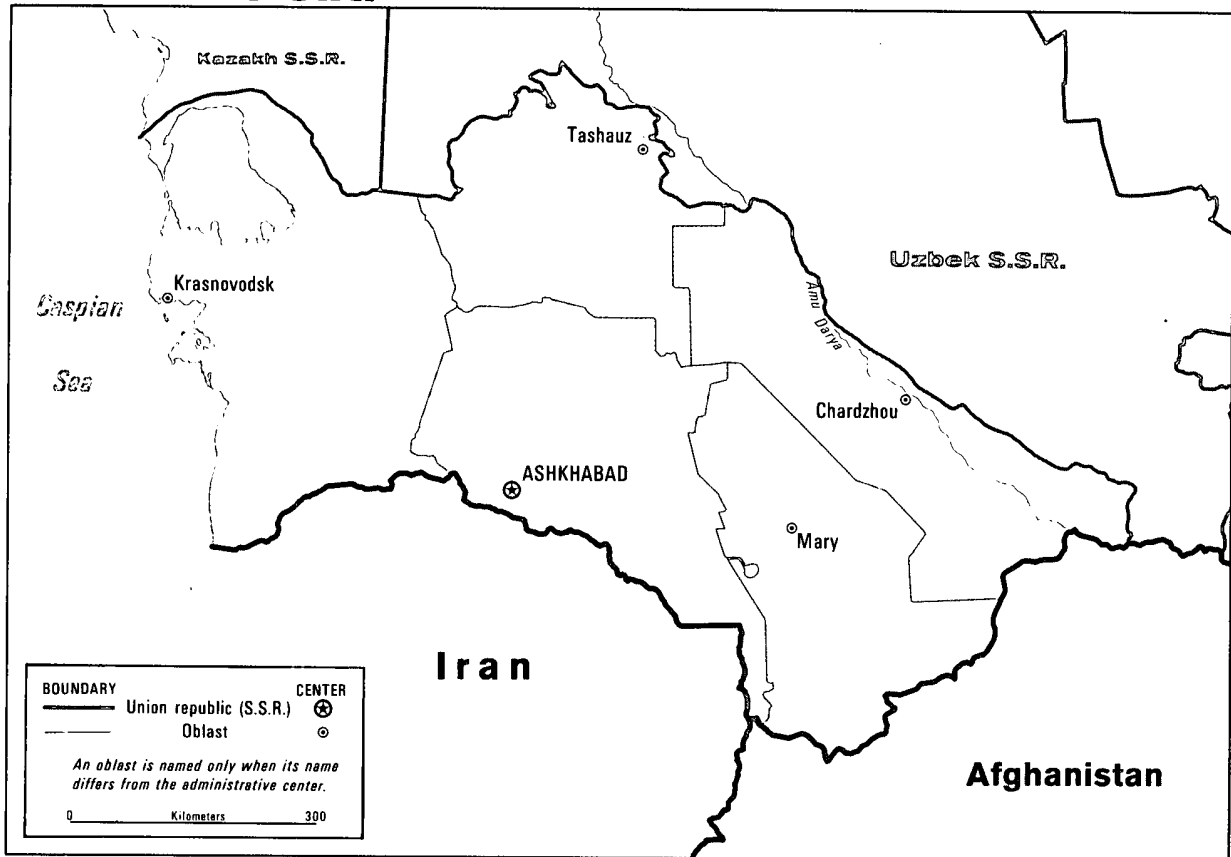 Kazakh S.S.R.
Tashauz
Uzbek S.S.R.
Krasnovodsk
Caspian
Sea
Amu
Darya
Chardzhou
ASHKHABAD
Mary
Iran
Afghanistan
BOUNDARY CENTER
Union republic (S.S.R.)
Oblast
An oblast is named only when its name
differs from the administrative center.
0 Kilometers 300